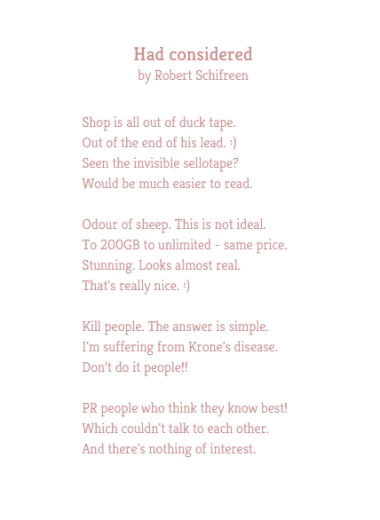 Had considered
by Robert Schifreen
Shop is all out of duck tape.
Out of the end of his lead. :)
Seen the invisible sellotape?
Would be much easier to read.
Odour of sheep. This is not ideal.
To 200GB to unlimited - same price.
Stunning. Looks almost real.
That's really nice. :)
Kill people. The answer is simple.
I'm suffering from Krone's disease.
Don't do it people!!
PR people who think they know best!
Which couldn't talk to each other.
And there's nothing of interest.